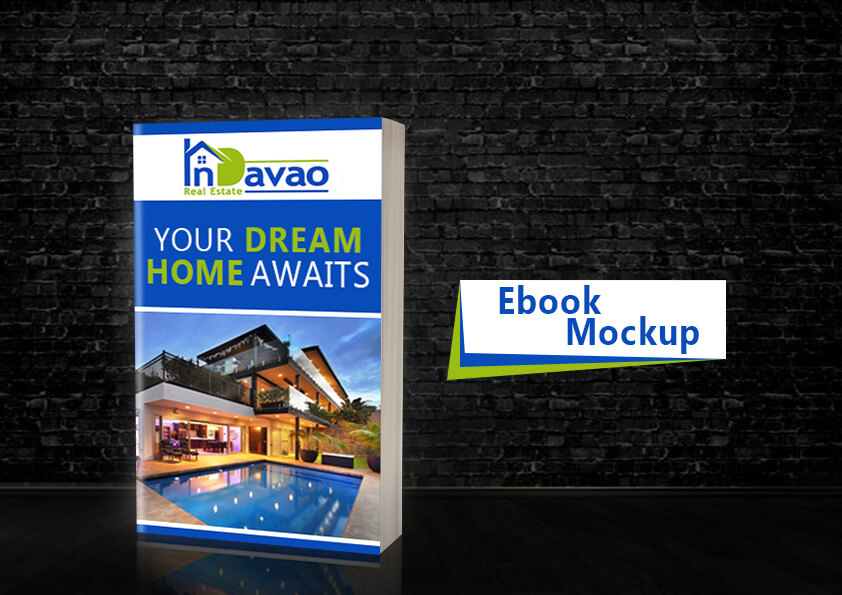 InDavao
Real Estate
YOUR DREAM
HOME AWAITS
Ebook
Mockup